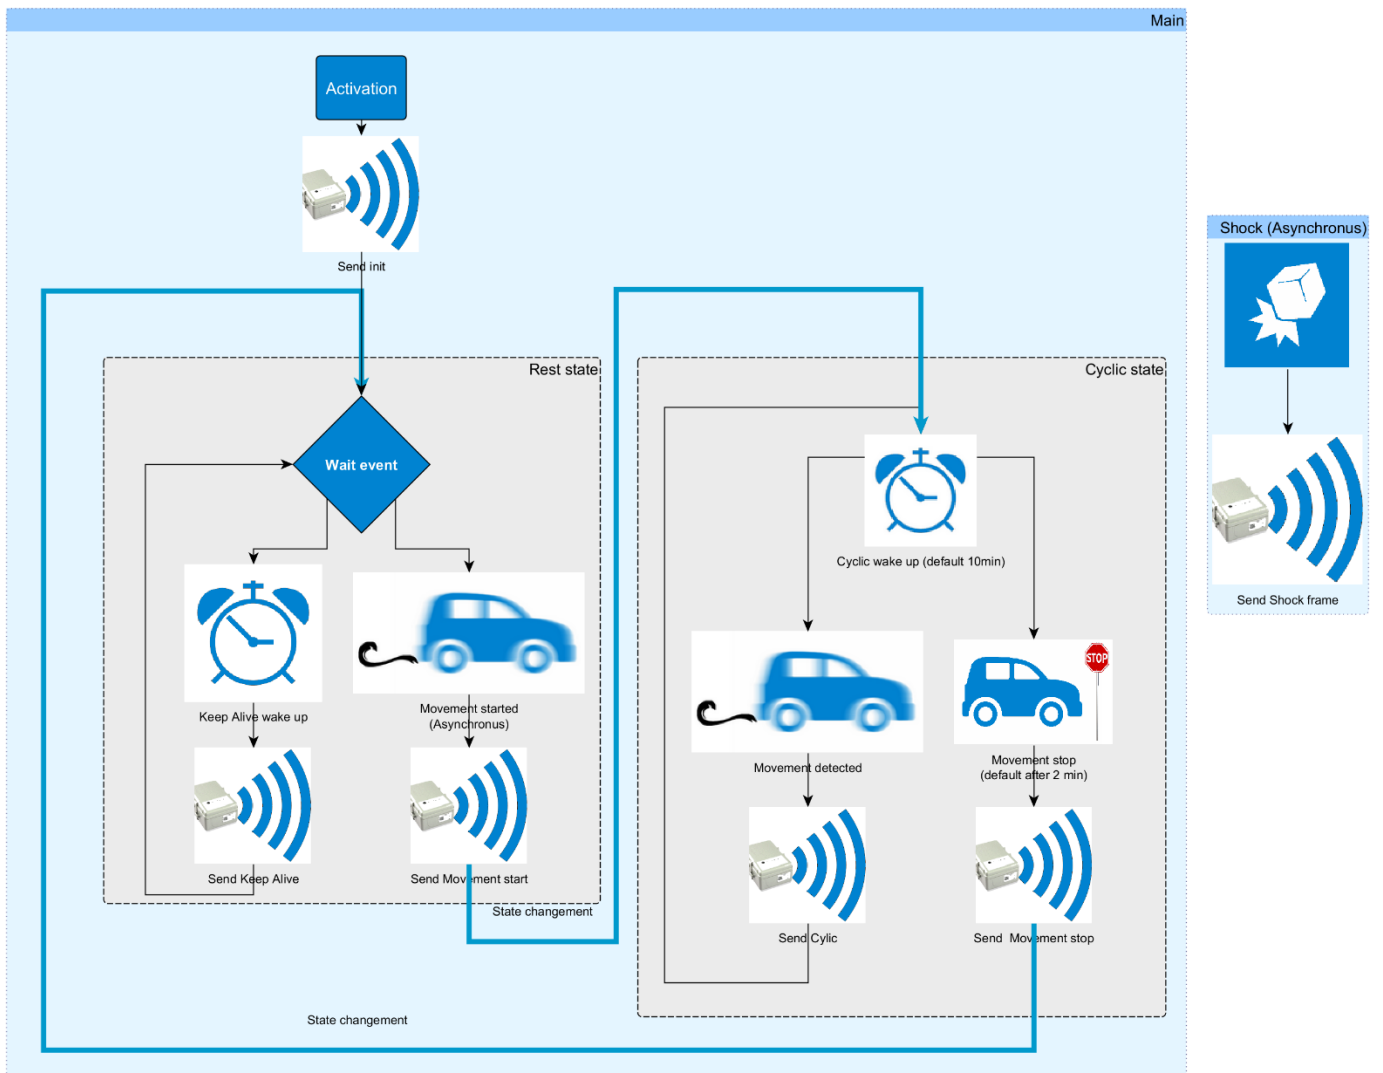 Main
Activation
Send init
Shock (Asynchronus)
Send Shock frame
Rest state
Wait event
Keep Alive wake up
Movement started
(Asynchronus)
Send Keep Alive
Send Movement start
State changement
Cyclic state
Cyclic wake up (default 10min)
Movement detected
STOP
Movement stop
(default after 2 min)
Send Cylic
Send Movement stop
State changement